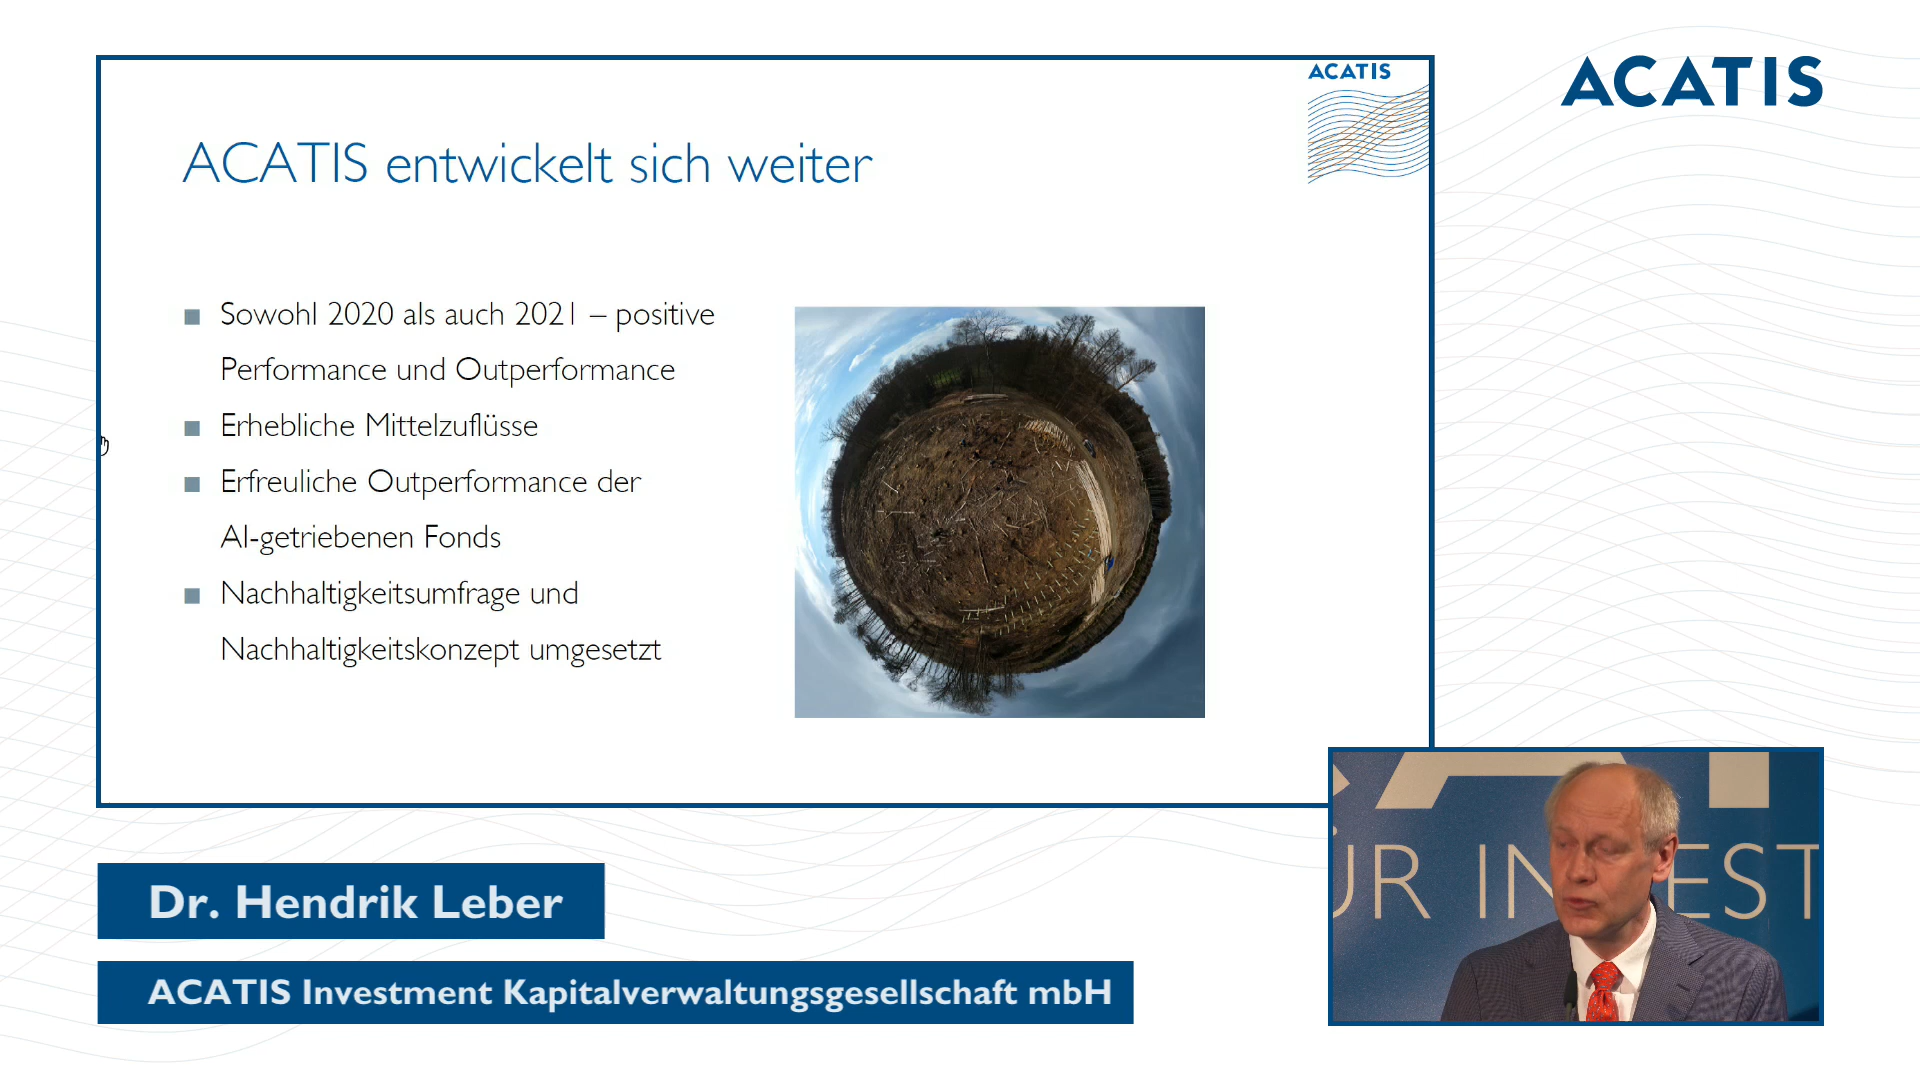 ACATIS
ACATIS
ACATIS entwickelt sich weiter
Sowohl 2020 als auch 2021 – positive
Performance und Outperformance
Erhebliche Mittelzuflüsse
Erfreuliche Outperformance der
AI-getriebenen Fonds
Nachhaltigkeitsumfrage und
Nachhaltigkeitskonzept umgesetzt
Dr. Hendrik Leber
ACATIS Investment Kapitalverwaltungsgesellschaft mbH